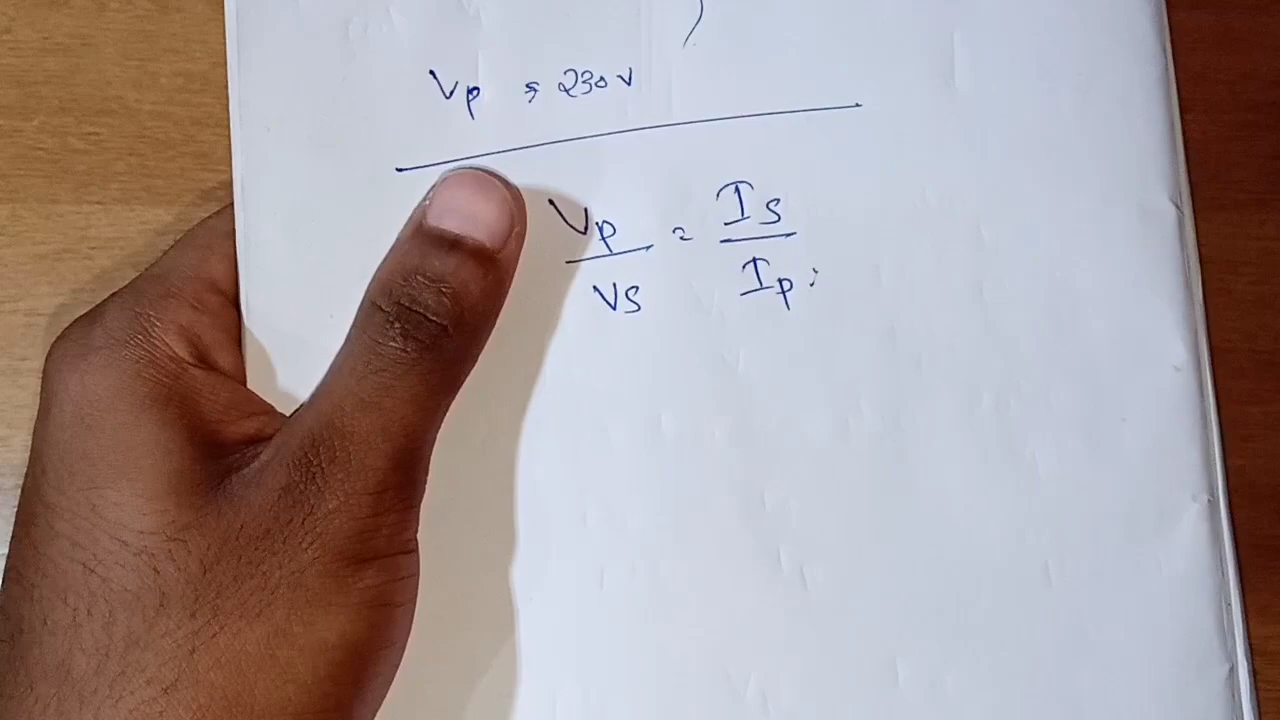 Vp = 230 V
Vp = Is
Vs Ip